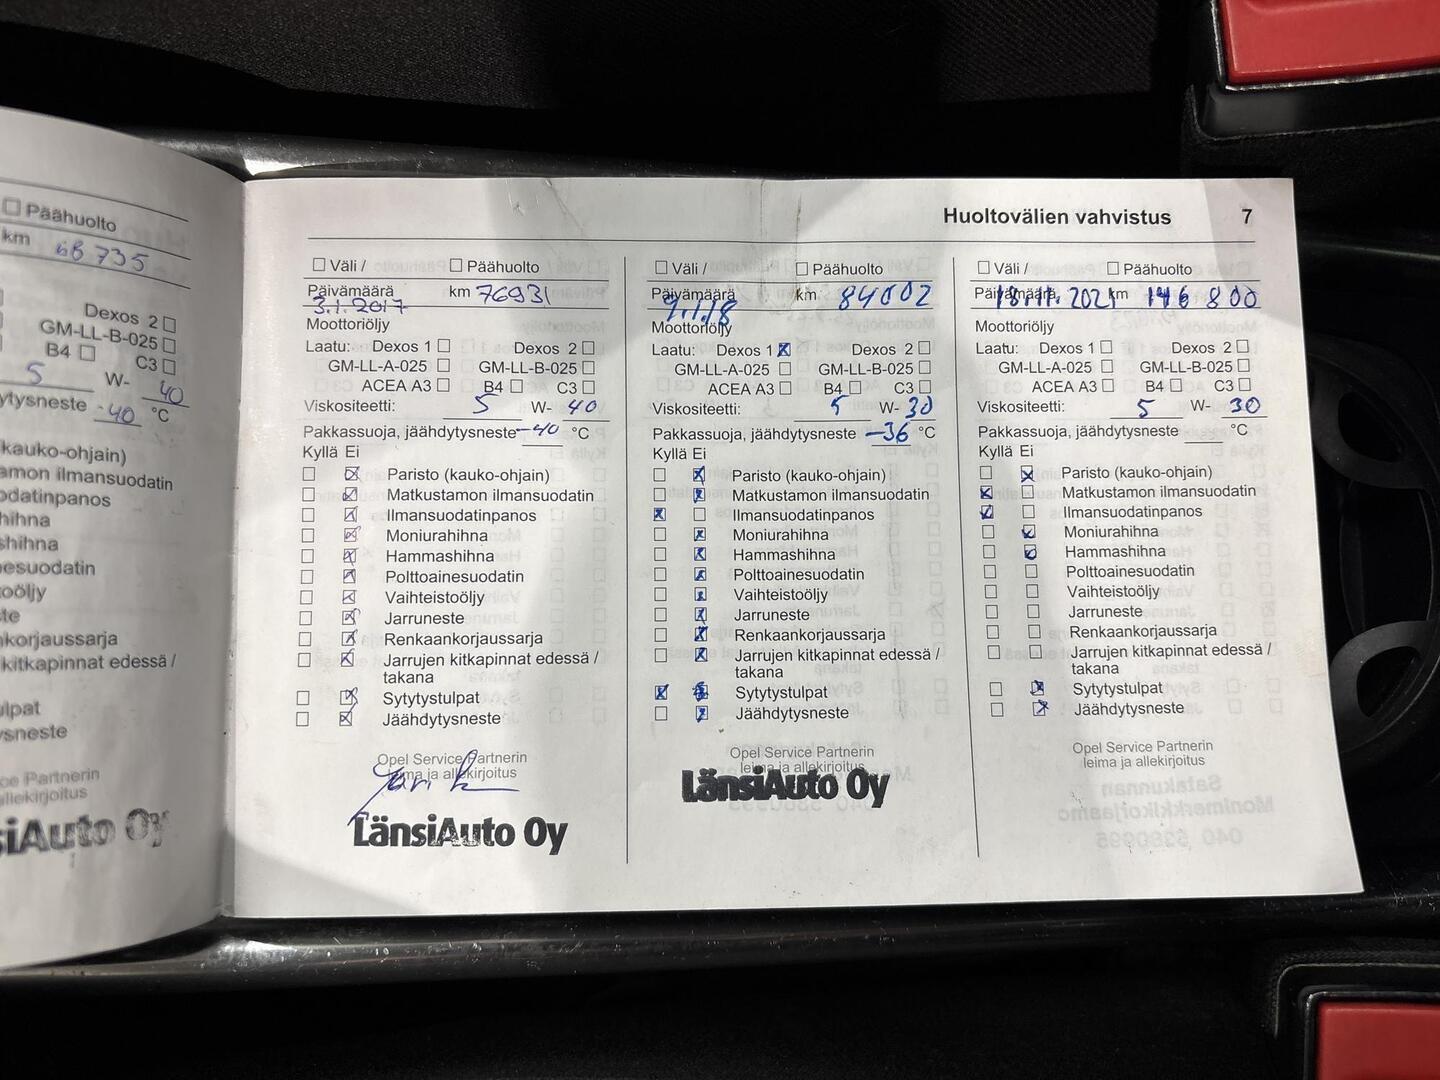 Päähuolto
km 68 735
Dexos 2
GM-LL-B-025
B4 C3
5 W- 40
-40 °C
(kauko-ohjain)
Huoltovälien vahvistus 7
Väli / Päähuolto
Päivämäärä km 76931
3.1.2017
Moottoriöljy
Laatu: Dexos 1 Dexos 2
GM-LL-A-025 GM-LL-B-025
ACEA A3 B4 C3
Viskositeetti: 5 W- 40
Pakkassuoja, jäähdytysneste -40 °C
Kyllä Ei
Paristo (kauko-ohjain)
Matkustamon ilmansuodatin
Ilmansuodatinpanos
Moniurahihna
Hammashihna
Polttoainesuodatin
Vaihteistoöljy
Jarruneste
Renkaankorjaussarja
Jarrujen kitkapinnat edessä /
takana
Sytytystulpat
Jäähdytysneste
Opel Service Partnerin
leima ja allekirjoitus
LänsiAuto Oy
Väli / Päähuolto
Päivämäärä km 84002
9.1.18
Moottoriöljy
Laatu: Dexos 1 Dexos 2
GM-LL-A-025 GM-LL-B-025
ACEA A3 B4 C3
Viskositeetti: 5 W- 30
Pakkassuoja, jäähdytysneste -36 °C
Kyllä Ei
Paristo (kauko-ohjain)
Matkustamon ilmansuodatin
Ilmansuodatinpanos
Moniurahihna
Hammashihna
Polttoainesuodatin
Vaihteistoöljy
Jarruneste
Renkaankorjaussarja
Jarrujen kitkapinnat edessä /
takana
Sytytystulpat
Jäähdytysneste
Opel Service Partnerin
leima ja allekirjoitus
LänsiAuto Oy
Väli / Päähuolto
Päivämäärä 18.11.2021 km 146 800
Moottoriöljy
Laatu: Dexos 1 Dexos 2
GM-LL-A-025 GM-LL-B-025
ACEA A3 B4 C3
Viskositeetti: 5 W- 30
Pakkassuoja, jäähdytysneste °C
Kyllä Ei
Paristo (kauko-ohjain)
Matkustamon ilmansuodatin
Ilmansuodatinpanos
Moniurahihna
Hammashihna
Polttoainesuodatin
Vaihteistoöljy
Jarruneste
Renkaankorjaussarja
Jarrujen kitkapinnat edessä /
takana
Sytytystulpat
Jäähdytysneste
Opel Service Partnerin
leima ja allekirjoitus